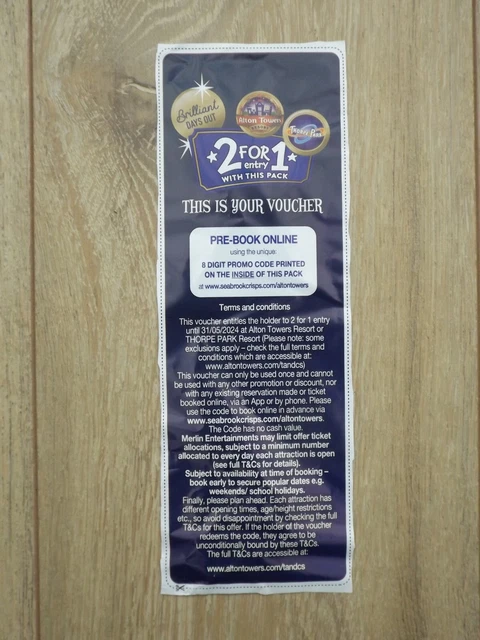 Brilliant
DAYS OUT
Alton Towers
2 FOR 1
entry
WITH THIS PACK
THIS IS YOUR VOUCHER
PRE-BOOK ONLINE
using the unique:
8 DIGIT PROMO CODE PRINTED
ON THE INSIDE OF THIS PACK
at www.seabrookcrisps.com/altontowers
Terms and conditions
This voucher entitles the holder to 2 for 1 entry
until 31/05/2024 at Alton Towers Resort or
THORPE PARK Resort (Please note: some
exclusions apply – check the full terms and
conditions which are accessible at:
www.altontowers.com/tandcs)
This voucher can only be used once and cannot
be used with any other promotion or discount, nor
with any existing reservation made or ticket
booked online, via an App or by phone. Please
use the code to book online in advance via
www.seabrookcrisps.com/altontowers.
The Code has no cash value.
Merlin Entertainments may limit offer ticket
allocations, subject to a minimum number
allocated to every day each attraction is open
(see full T&Cs for details).
Subject to availability at time of booking –
book early to secure popular dates e.g.
weekends/ school holidays.
Finally, please plan ahead. Each attraction has
different opening times, age/height restrictions
etc., so avoid disappointment by checking the full
T&Cs for this offer. If the holder of the voucher
redeems the code, they agree to be
unconditionally bound by these T&Cs.
The full T&Cs are accessible at:
www.altontowers.com/tandcs